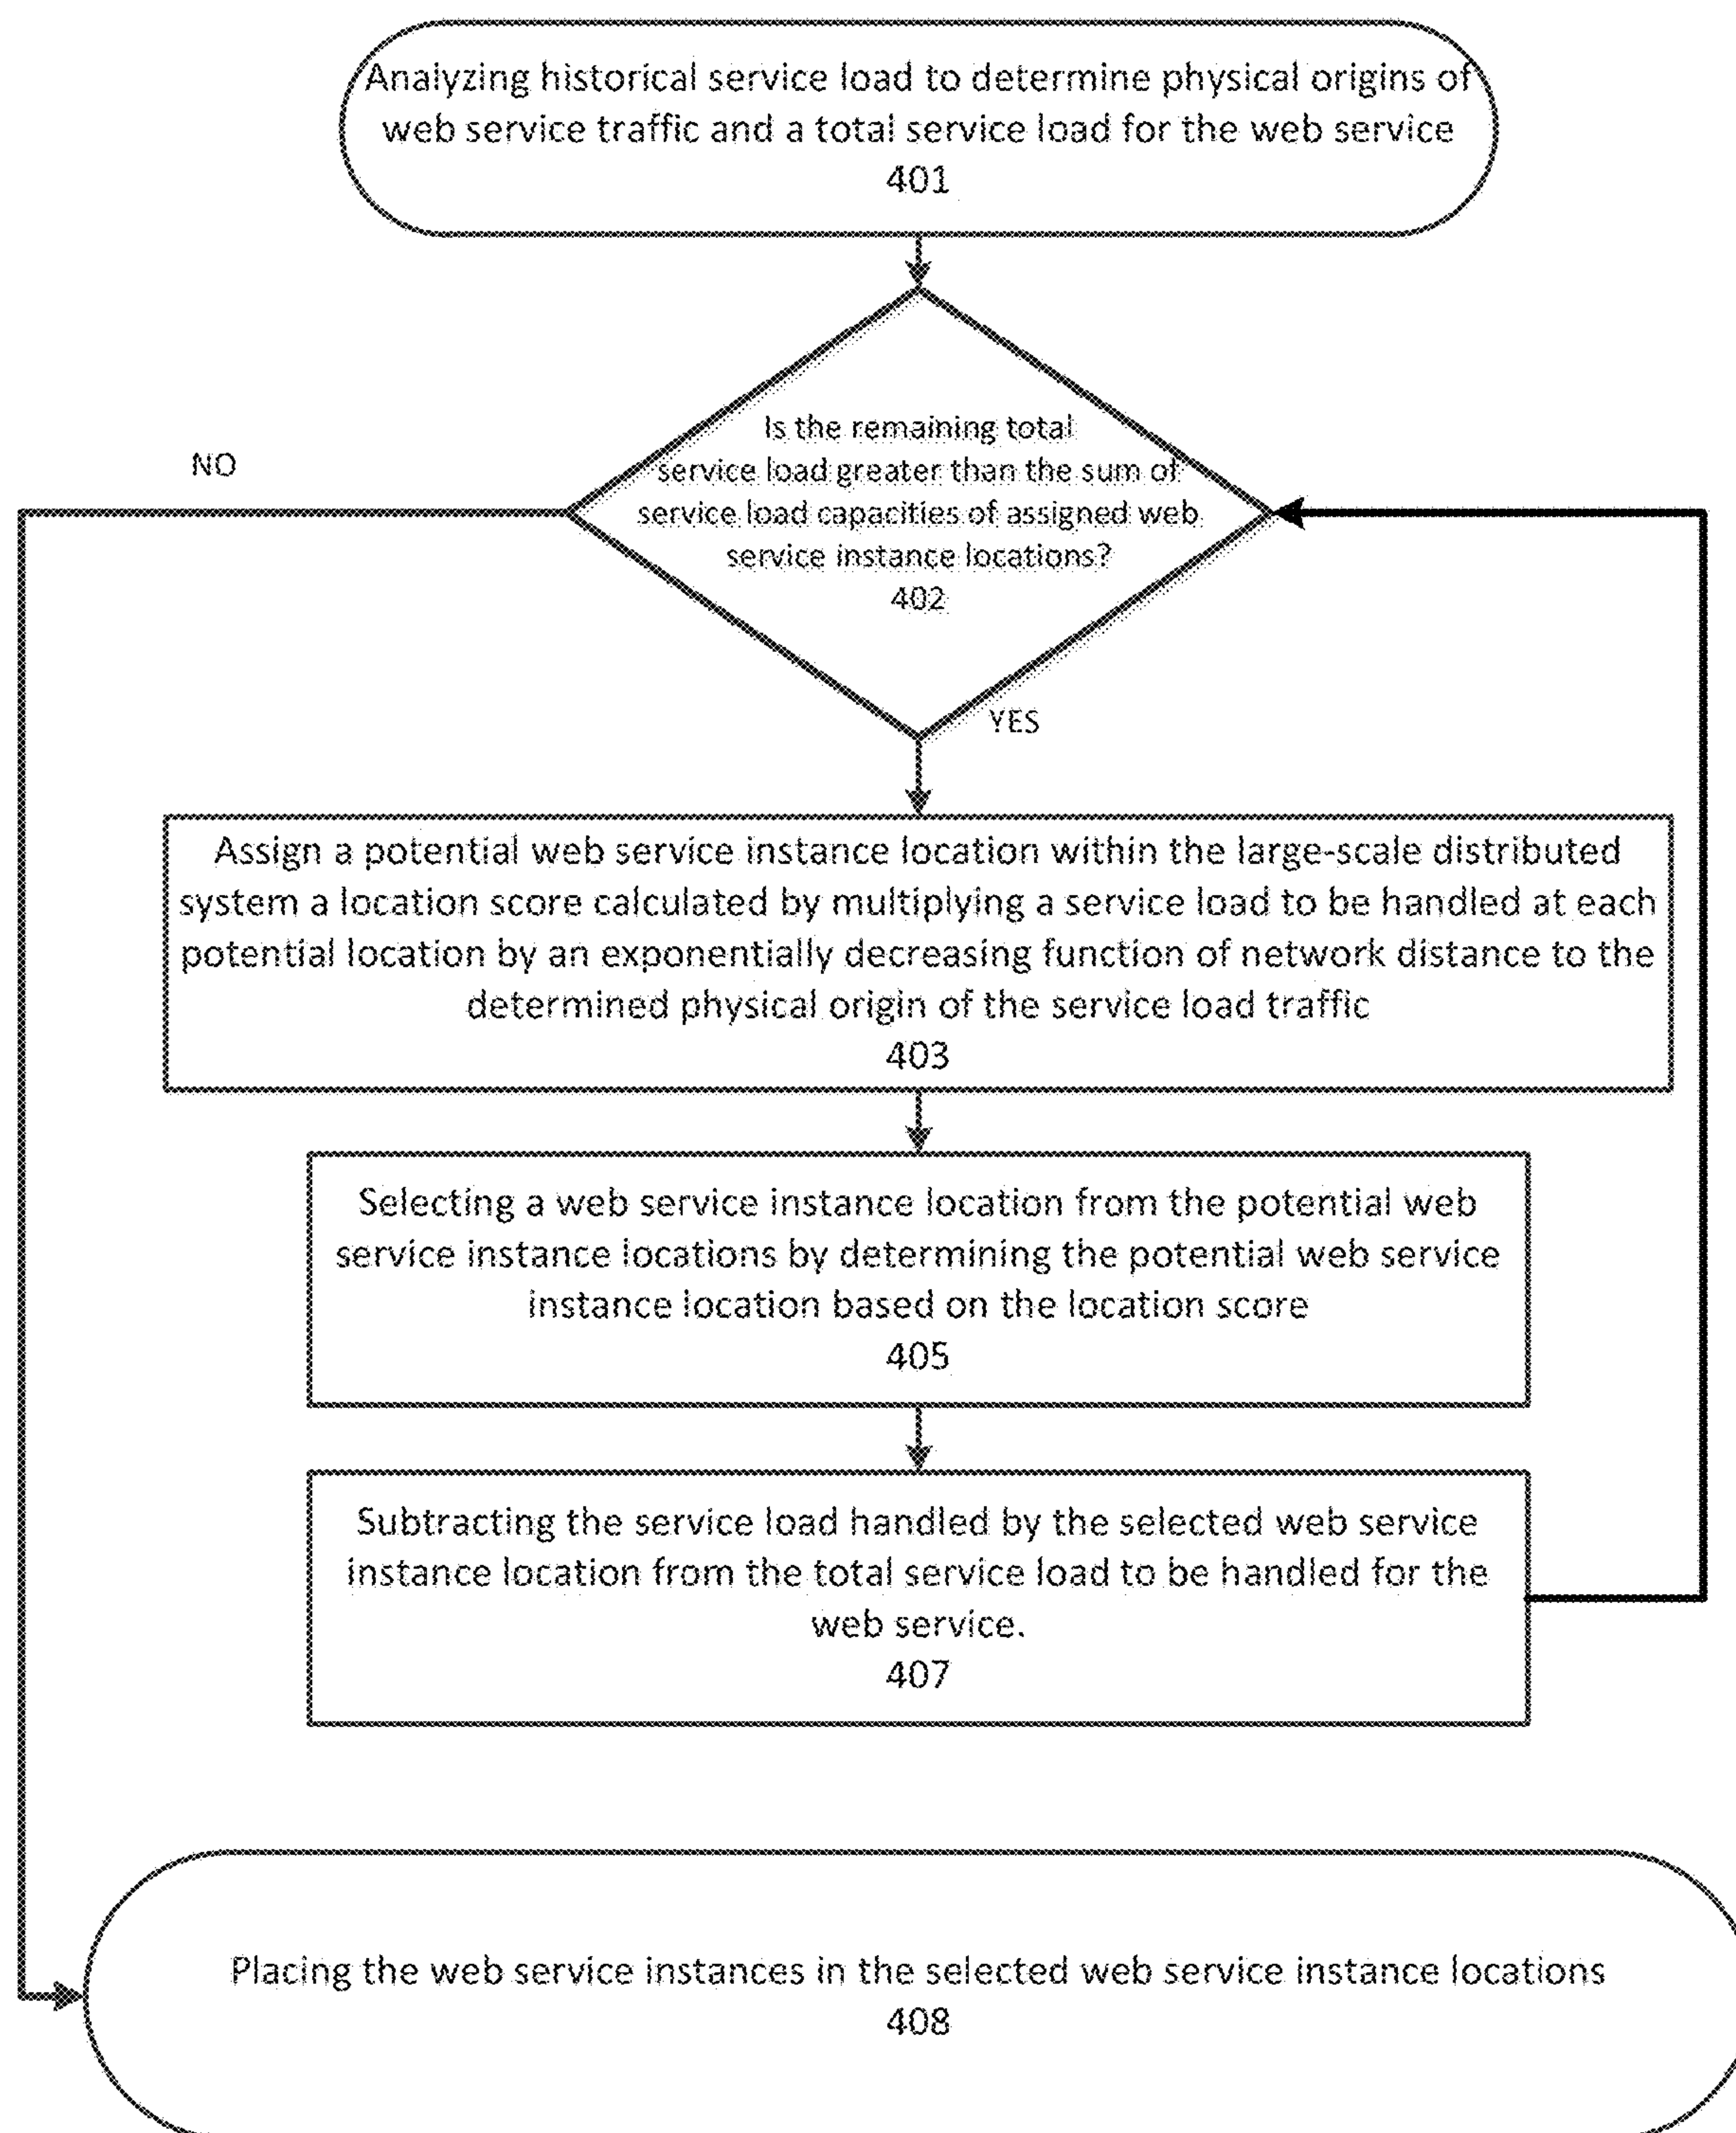 Analyzing historical service load to determine physical origins of
web service traffic and a total service load for the web service
401
Is the remaining total
service load greater than the sum of
service load capacities of assigned web
service instance locations?
402
NO
YES
Assign a potential web service instance location within the large-scale distributed
system a location score calculated by multiplying a service load to be handled at each
potential location by an exponentially decreasing function of network distance to the
determined physical origin of the service load traffic
403
Selecting a web service instance location from the potential web
service instance locations by determining the potential web service
instance location based on the location score
405
Subtracting the service load handled by the selected web service
instance location from the total service load to be handled for the
web service.
407
Placing the web service instances in the selected web service instance locations
408